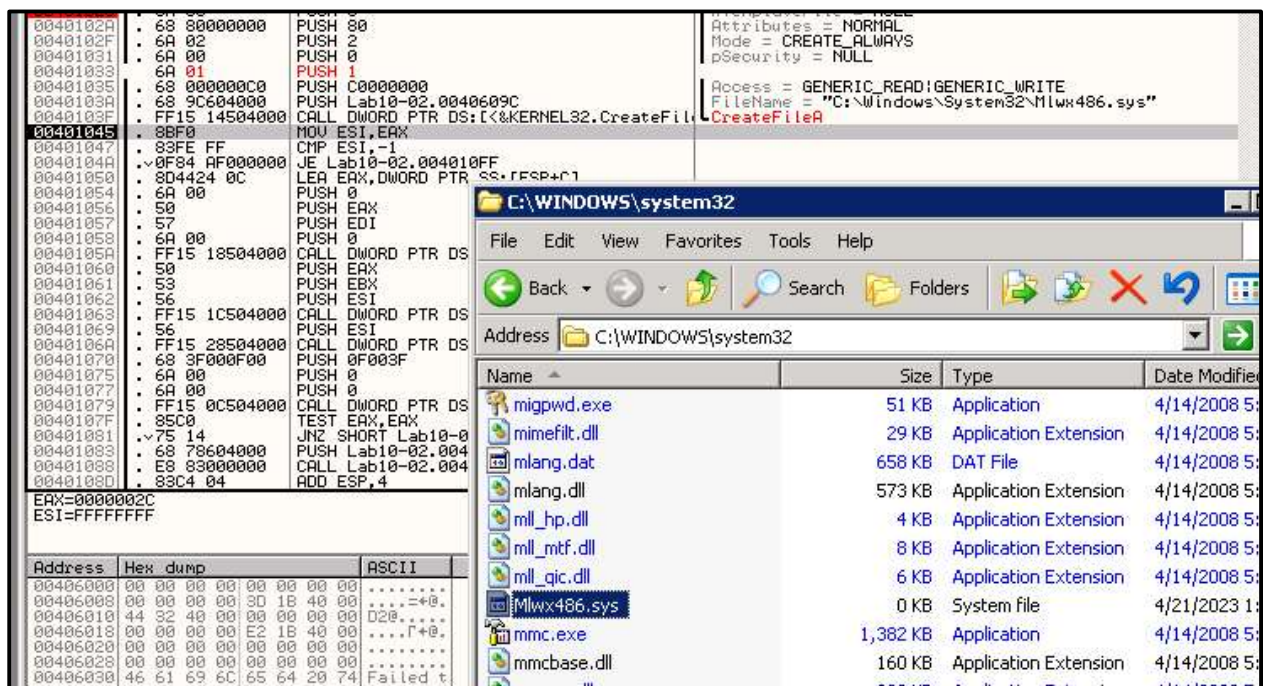 0040102A . 68 80000000 PUSH 80 Attributes = NORMAL
0040102F . 6A 02 PUSH 2 Mode = CREATE_ALWAYS
00401031 . 6A 00 PUSH 0 pSecurity = NULL
00401033 . 6A 01 PUSH 1
00401035 . 68 000000C0 PUSH C0000000 Access = GENERIC_READ|GENERIC_WRITE
0040103A . 68 9C604000 PUSH Lab10-02.0040609C FileName = "C:\Windows\System32\Mlwx486.sys"
0040103F . FF15 14504000 CALL DWORD PTR DS:[<&KERNEL32.CreateFil CreateFileA
00401045 . 8BF0 MOV ESI,EAX
00401047 . 83FE FF CMP ESI,-1
0040104A .v0F84 AF000000 JE Lab10-02.004010FF
00401050 . 8D4424 0C LEA EAX,DWORD PTR SS:[ESP+C]
00401054 . 6A 00 PUSH 0
00401056 . 50 PUSH EAX
00401057 . 57 PUSH EDI
00401058 . 6A 00 PUSH 0
0040105A . FF15 18504000 CALL DWORD PTR DS
00401060 . 50 PUSH EAX
00401061 . 53 PUSH EBX
00401062 . 56 PUSH ESI
00401063 . FF15 1C504000 CALL DWORD PTR DS
00401069 . 56 PUSH ESI
0040106A . FF15 28504000 CALL DWORD PTR DS
00401070 . 68 3F000F00 PUSH 0F003F
00401075 . 6A 00 PUSH 0
00401077 . 6A 00 PUSH 0
00401079 . FF15 0C504000 CALL DWORD PTR DS
0040107F . 85C0 TEST EAX,EAX
00401081 .v75 14 JNZ SHORT Lab10-0
00401083 . 68 78604000 PUSH Lab10-02.004
00401088 . E8 83000000 CALL Lab10-02.004
0040108D . 83C4 04 ADD ESP,4
EAX=0000002C
ESI=FFFFFFFF
Address Hex dump ASCII
00406000 00 00 00 00 00 00 00 00 ........
00406008 00 00 00 00 3D 1B 40 00 ....=←@.
00406010 44 32 40 00 00 00 00 00 D2@.....
00406018 00 00 00 00 E2 1B 40 00 ....Γ←@.
00406020 00 00 00 00 00 00 00 00 ........
00406028 00 00 00 00 00 00 00 00 ........
00406030 46 61 69 6C 65 64 20 74 Failed t
C:\WINDOWS\system32
File Edit View Favorites Tools Help
Back Search Folders
Address C:\WINDOWS\system32
Name Size Type Date Modified
migpwd.exe 51 KB Application 4/14/2008 5:
mimefilt.dll 29 KB Application Extension 4/14/2008 5:
mlang.dat 658 KB DAT File 4/14/2008 5:
mlang.dll 573 KB Application Extension 4/14/2008 5:
mll_hp.dll 4 KB Application Extension 4/14/2008 5:
mll_mtf.dll 8 KB Application Extension 4/14/2008 5:
mll_qic.dll 6 KB Application Extension 4/14/2008 5:
Mlwx486.sys 0 KB System file 4/21/2023 1:
mmc.exe 1,382 KB Application 4/14/2008 5:
mmcbase.dll 160 KB Application Extension 4/14/2008 5: